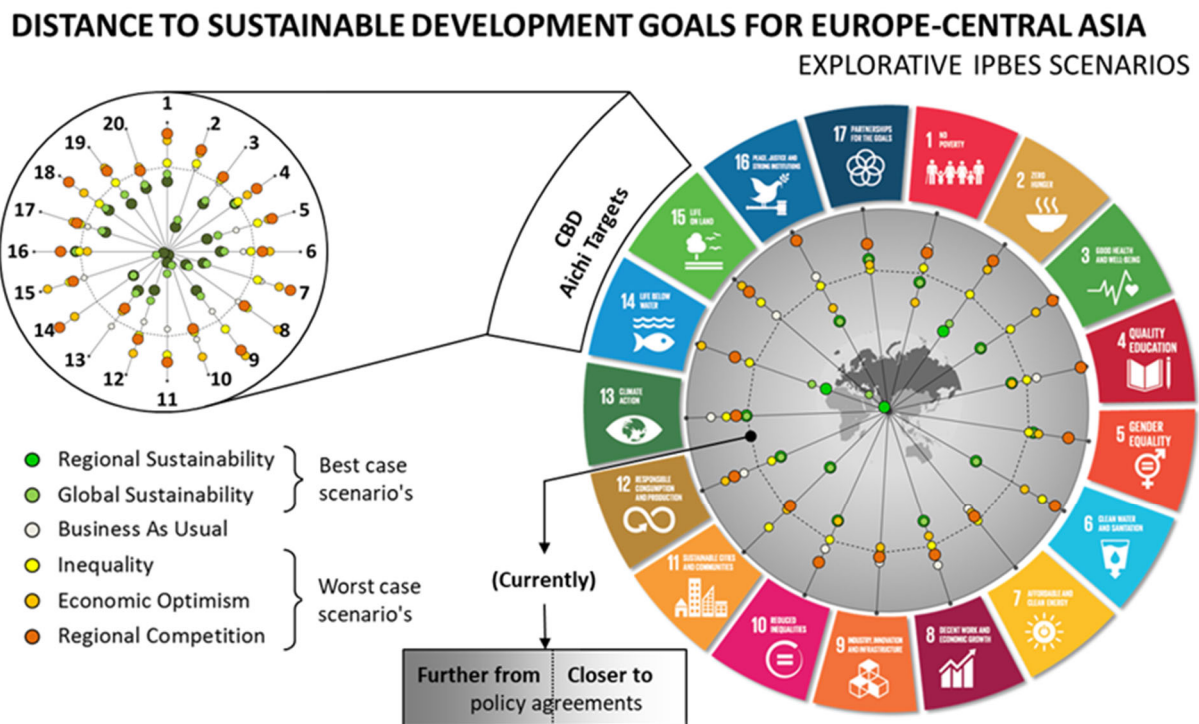 DISTANCE TO SUSTAINABLE DEVELOPMENT GOALS FOR EUROPE-CENTRAL ASIA
EXPLORATIVE IPBES SCENARIOS
1
2
3
4
5
6
7
8
9
10
11
12
13
14
15
16
17
18
19
20
CBD
Aichi Targets
1 NO
POVERTY
2 ZERO
HUNGER
3 GOOD HEALTH
AND WELL-BEING
4 QUALITY
EDUCATION
5 GENDER
EQUALITY
6 CLEAN WATER
AND SANITATION
7 AFFORDABLE AND
CLEAN ENERGY
8 DECENT WORK AND
ECONOMIC GROWTH
9 INDUSTRY, INNOVATION
AND INFRASTRUCTURE
10 REDUCED
INEQUALITIES
11 SUSTAINABLE CITIES
AND COMMUNITIES
12 RESPONSIBLE
CONSUMPTION
AND PRODUCTION
13 CLIMATE
ACTION
14 LIFE BELOW
WATER
15 LIFE
ON LAND
16 PEACE, JUSTICE AND
STRONG INSTITUTIONS
17 PARTNERSHIPS
FOR THE GOALS
Regional Sustainability
Global Sustainability
Business As Usual
Inequality
Economic Optimism
Regional Competition
Best case
scenario's
Worst case
scenario's
(Currently)
Further from Closer to
policy agreements